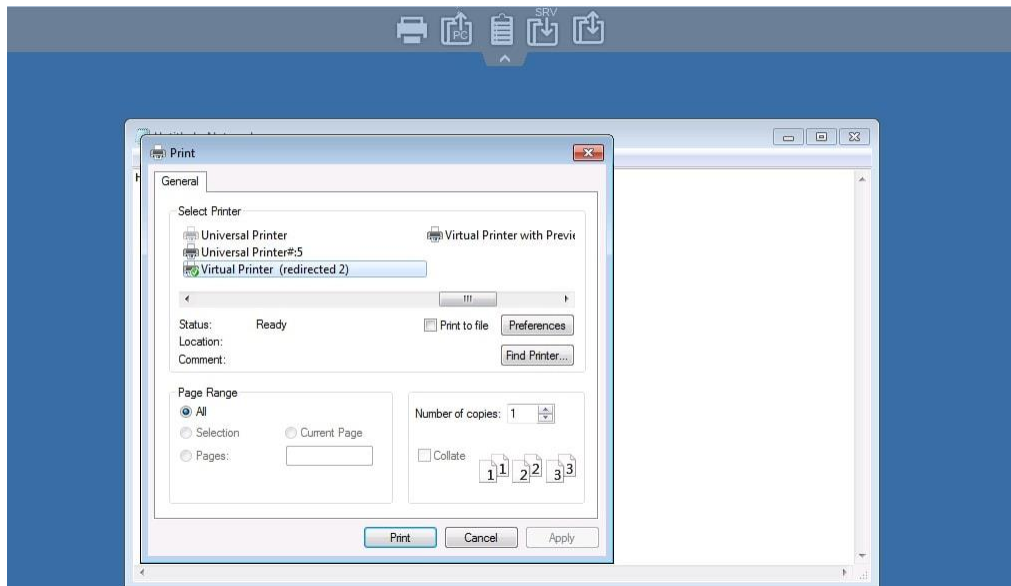 SRV
PC
Print
General
Select Printer
Universal Printer
Virtual Printer with Previe
Universal Printer#:5
Virtual Printer (redirected 2)
Status: Ready
Print to file
Preferences
Location:
Comment:
Find Printer...
Page Range
All
Number of copies: 1
Selection
Current Page
Pages:
Collate
1 1 2 2 3 3
Print
Cancel
Apply